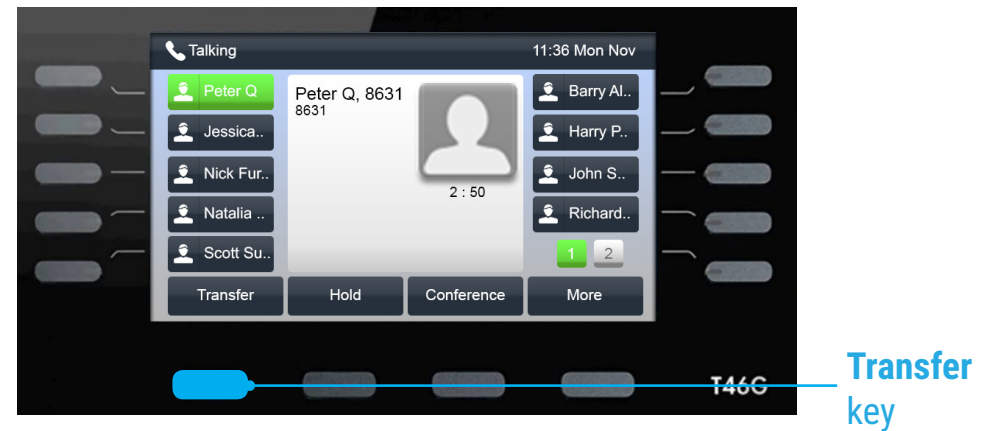 Talking
11:36 Mon Nov
Peter Q
Jessica..
Nick Fur..
Natalia ..
Scott Su..
Peter Q, 8631
8631
2 : 50
Barry Al..
Harry P..
John S..
Richard..
1 2
Transfer Hold Conference More
T46G
Transfer
key